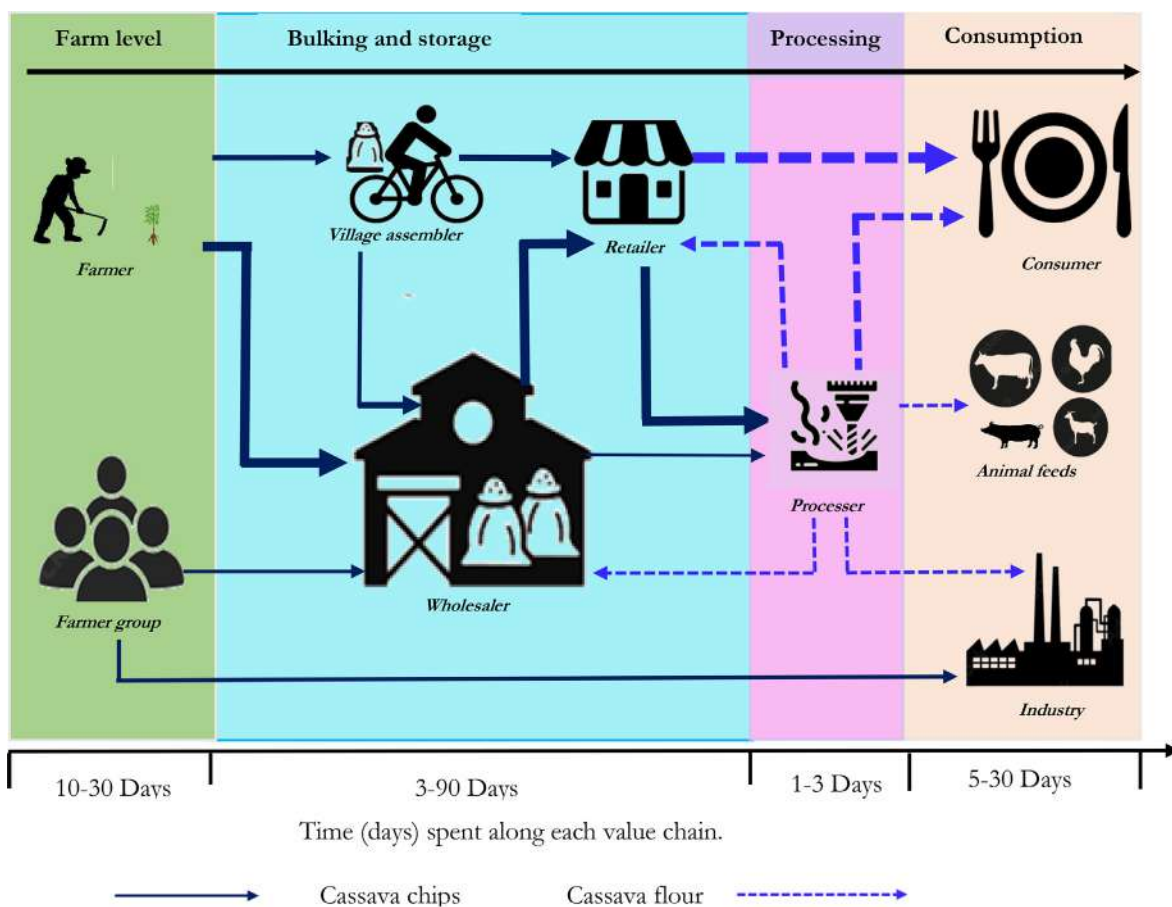 Farm level
Bulking and storage
Processing
Consumption
Village assembler
Retailer
Farmer
Consumer
Animal feeds
Processer
Wholesaler
Farmer group
Industry
10-30 Days
3-90 Days
1-3 Days
5-30 Days
Time (days) spent along each value chain.
Cassava chips
Cassava flour